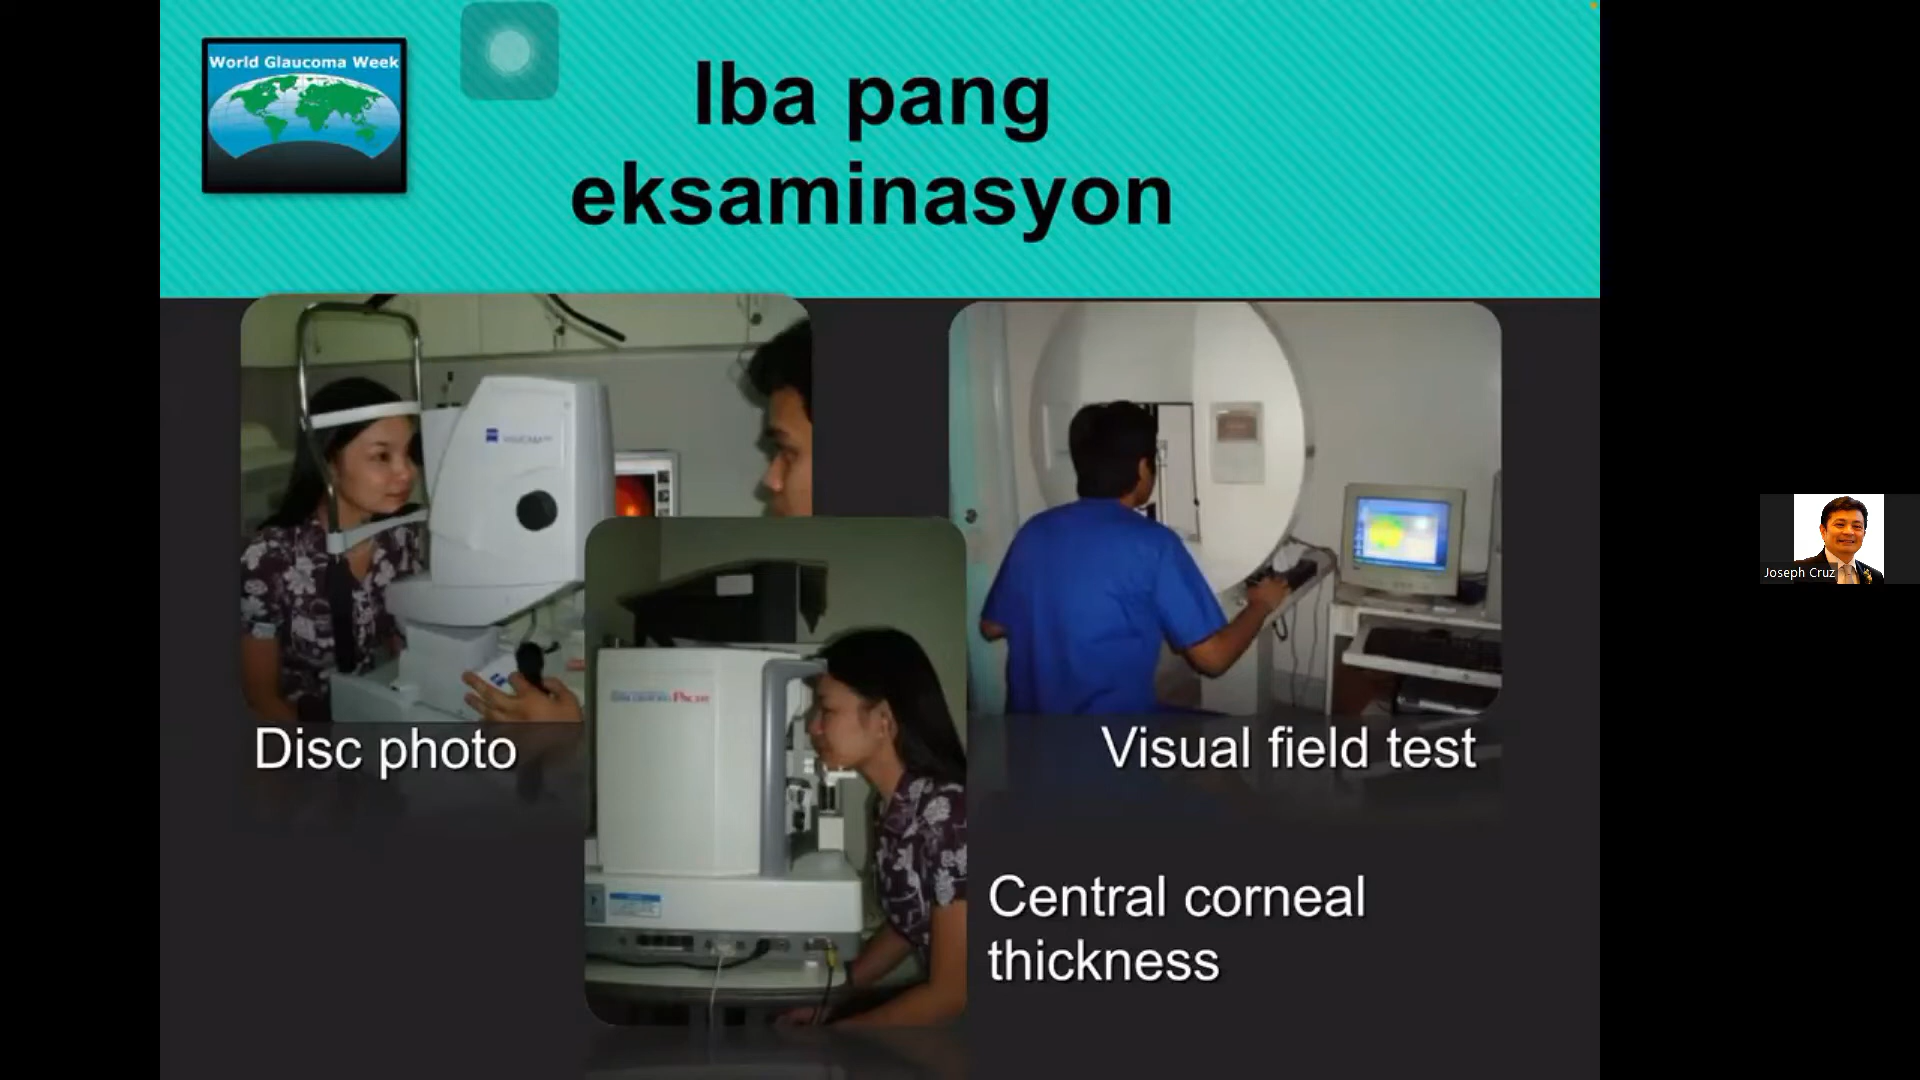 World Glaucoma Week
Iba pang
eksaminasyon
Disc photo
Visual field test
Central corneal
thickness
Joseph Cruz